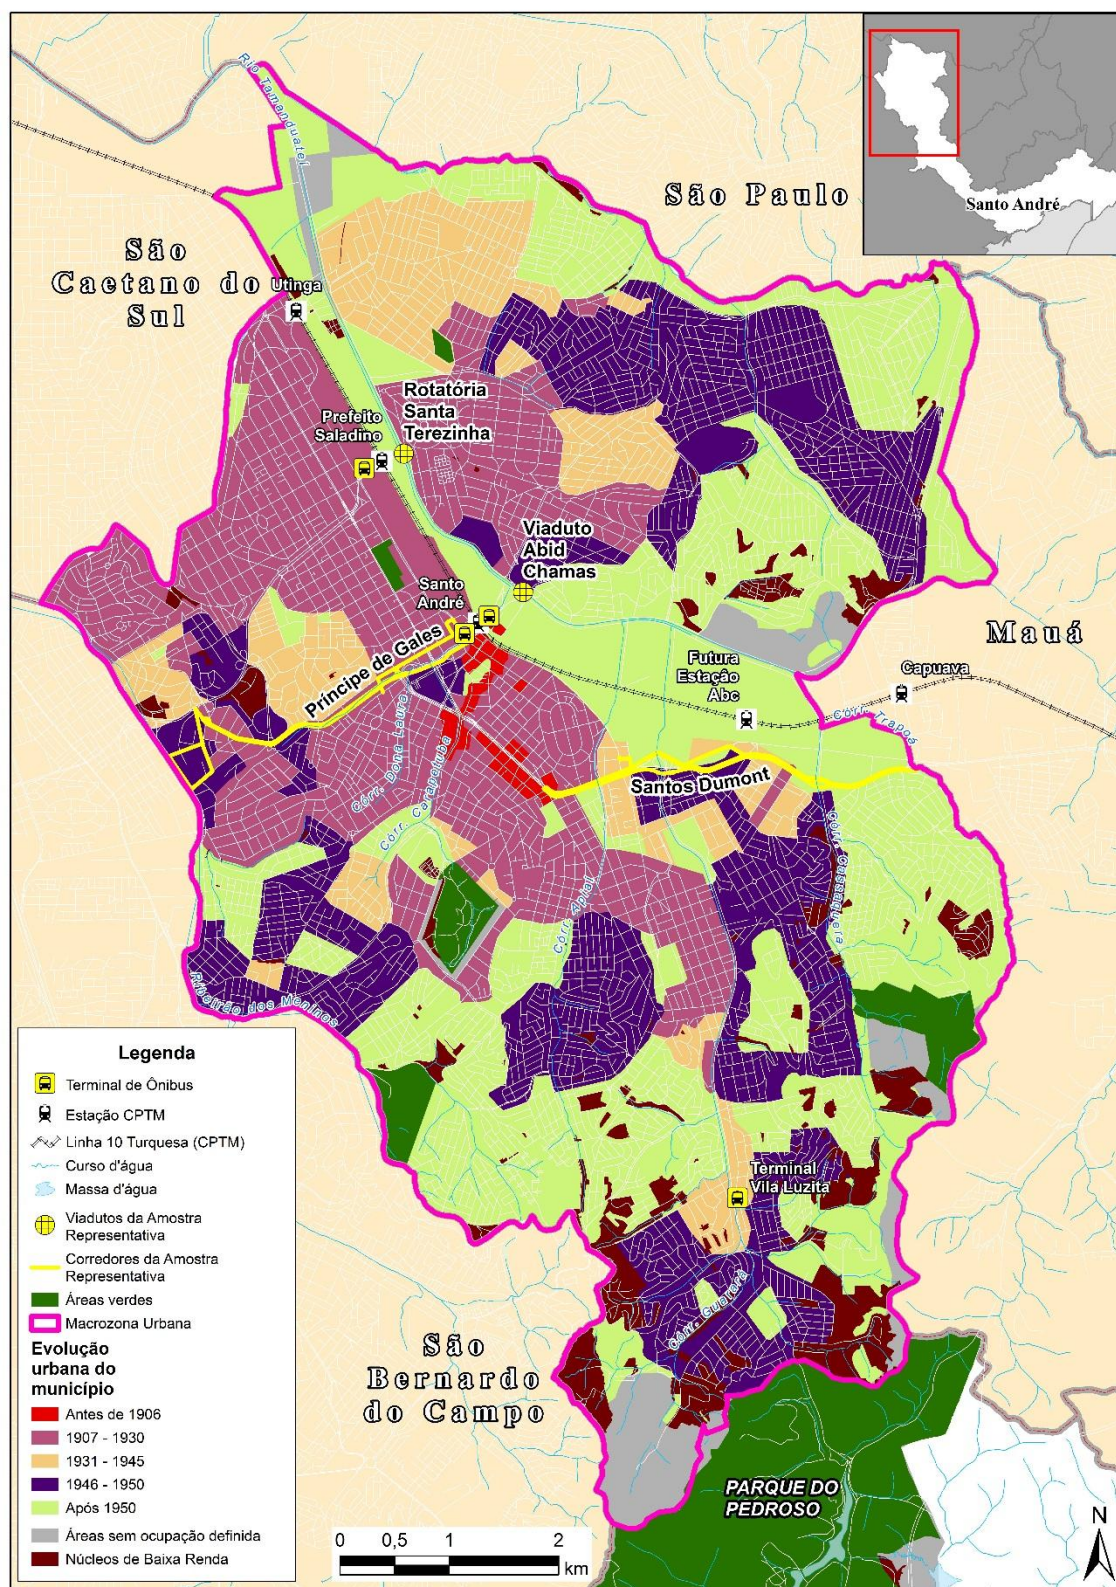 Rio Tamanduateí
São Paulo
Santo André
São
Caetano do
Sul
Utinga
Rotatória
Santa
Terezinha
Prefeito
Saladino
Viaduto
Abid
Chamas
Santo
André
Príncipe de Gales
Mauá
Futura
Estação
Abc
Capuava
Córr. Trapoá
Santos Dumont
Córr. Dona Laura
Córr. Carapatuba
Córr. Apiaí
Córr. Cassaquera
Ribeirão dos Meninos
Terminal
Vila Luzita
Córr. Guarará
São
Bernardo
do Campo
PARQUE DO
PEDROSO
Legenda
Terminal de Ônibus
Estação CPTM
Linha 10 Turquesa (CPTM)
Curso d'água
Massa d'água
Viadutos da Amostra
Representativa
Corredores da Amostra
Representativa
Áreas verdes
Macrozona Urbana
Evolução
urbana do
município
Antes de 1906
1907 - 1930
1931 - 1945
1946 - 1950
Após 1950
Áreas sem ocupação definida
Núcleos de Baixa Renda
0 0,5 1 2
km
N